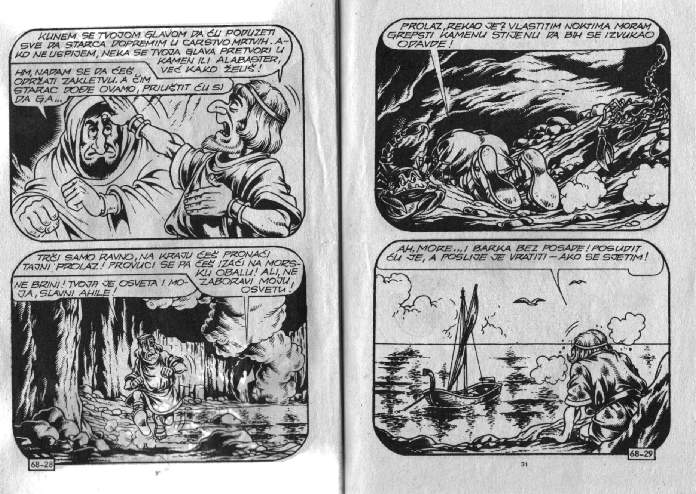 KUNEM SE TVOJOM GLAVOM DA ĆU PODUZETI
SVE DA STARCA DOPREMIM U CARSTVO MRTVIH. A-
KO NE USPIJEM, NEKA SE TVOJA GLAVA PRETVORI U
KAMEN ILI ALABASTER,
VEĆ KAKO ŽELIŠ!
HM, NADAM SE DA ĆEŠ
ODRŽATI ZAKLETVU. A ČIM
STARAC DOĐE OVAMO, PRIUŠTIT ĆU SI
DA GA...
TRČI SAMO RAVNO, NA KRAJU ĆEŠ PRONAĆI
TAJNI PROLAZ! PROVUCI SE PA ĆEŠ IZAĆI NA MORS-
KU OBALU! ALI, NE
ZABORAVI MOJU
OSVETU!
NE BRINI! TVOJA JE OSVETA I MO-
JA, SLAVNI AHILE!
68-28
PROLAZ, REKAO JE? VLASTITIM NOKTIMA MORAM
GREPSTI KAMENU STIJENU DA BIH SE IZVUKAO
ODAVDE!
AH, MORE...! BARKA BEZ POSADE! POSUDIT
ĆU JE, A POSLIJE JE VRATITI – AKO SE SJETIM!
68-29
31